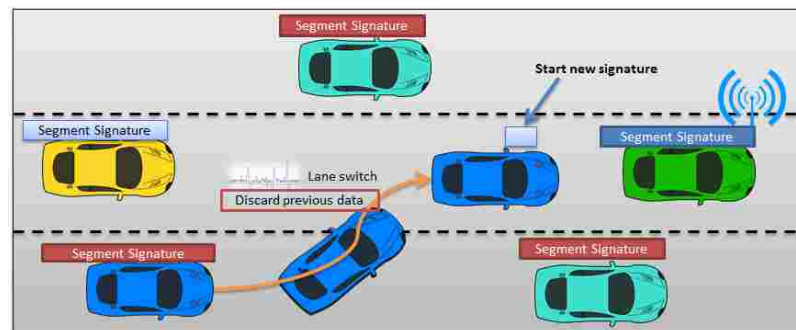 Segment Signature
Start new signature
Segment Signature
Segment Signature
Lane switch
Discard previous data
Segment Signature
Segment Signature